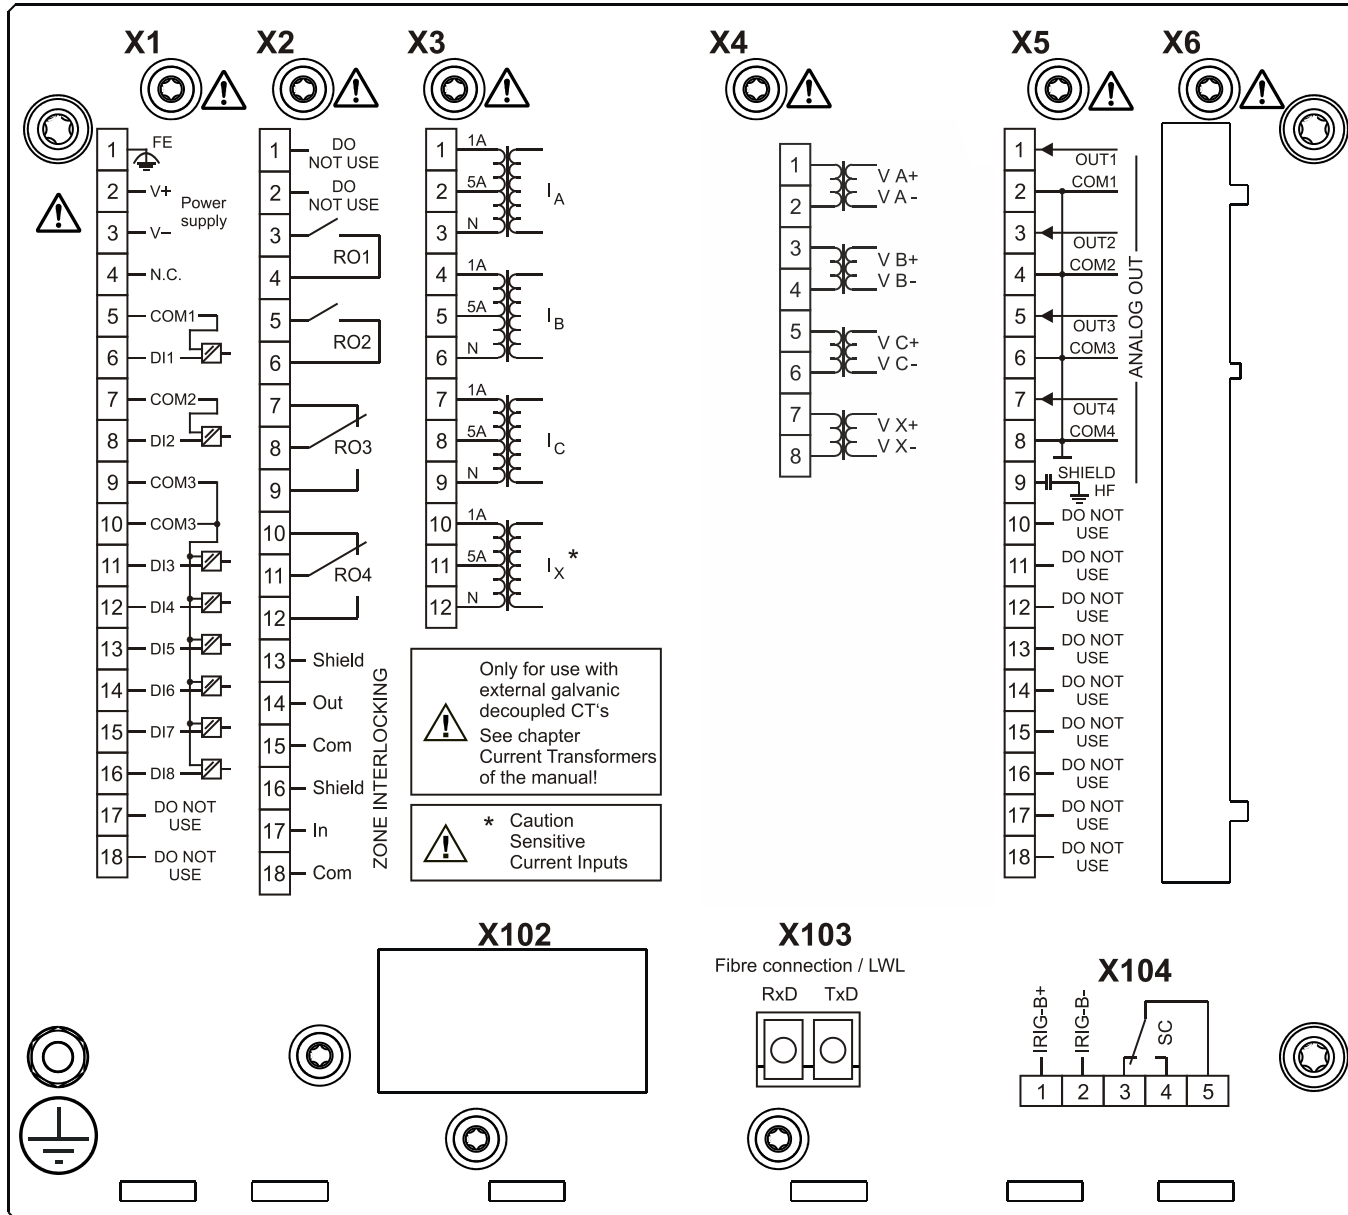 X1
X2
X3
X4
X5
X6
1
FE
2
V+
Power
supply
3
V−
4
N.C.
5
COM1
6
DI1
7
COM2
8
DI2
9
COM3
10
COM3
11
DI3
12
DI4
13
DI5
14
DI6
15
DI7
16
DI8
17
DO NOT
USE
18
DO NOT
USE
1
DO
NOT USE
2
DO
NOT USE
3
RO1
4
5
RO2
6
7
8
RO3
9
10
11
RO4
12
13
Shield
14
Out
15
Com
16
Shield
17
In
18
Com
ZONE INTERLOCKING
1
1A
2
5A
IA
3
N
4
1A
5
5A
IB
6
N
7
1A
8
5A
IC
9
N
10
1A
11
5A
IX *
12
N
Only for use with
external galvanic
decoupled CT‘s
See chapter
Current Transformers
of the manual!
* Caution
Sensitive
Current Inputs
1
V A+
2
V A-
3
V B+
4
V B-
5
V C+
6
V C-
7
V X+
8
V X-
1
OUT1
2
COM1
3
OUT2
4
COM2
5
OUT3
6
COM3
7
OUT4
8
COM4
9
SHIELD
HF
ANALOG OUT
10
DO NOT
USE
11
DO NOT
USE
12
DO NOT
USE
13
DO NOT
USE
14
DO NOT
USE
15
DO NOT
USE
16
DO NOT
USE
17
DO NOT
USE
18
DO NOT
USE
X102
X103
Fibre connection / LWL
RxD TxD
X104
IRIG-B+
IRIG-B-
SC
1 2 3 4 5